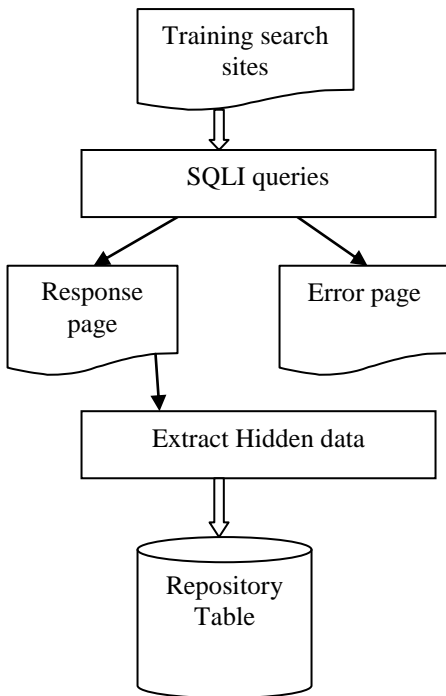 Training search
sites
SQLI queries
Response
page
Error page
Extract Hidden data
Repository
Table